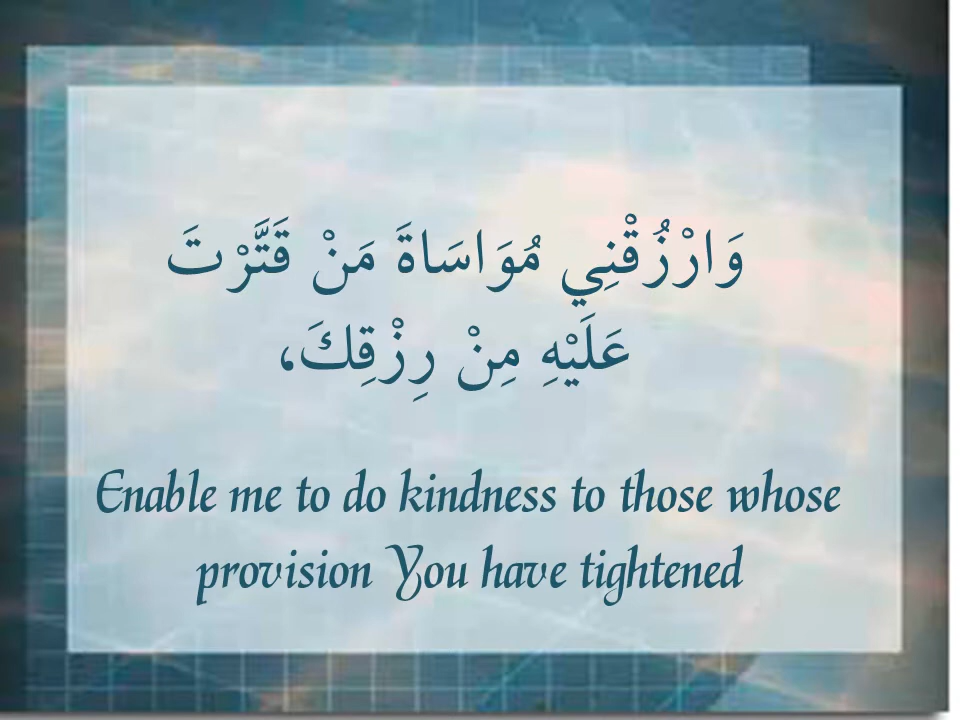 وَارْزُقْنِي مُوَاسَاةَ مَنْ قَتَّرْتَ
عَلَيْهِ مِنْ رِزْقِكَ،
Enable me to do kindness to those whose
provision You have tightened